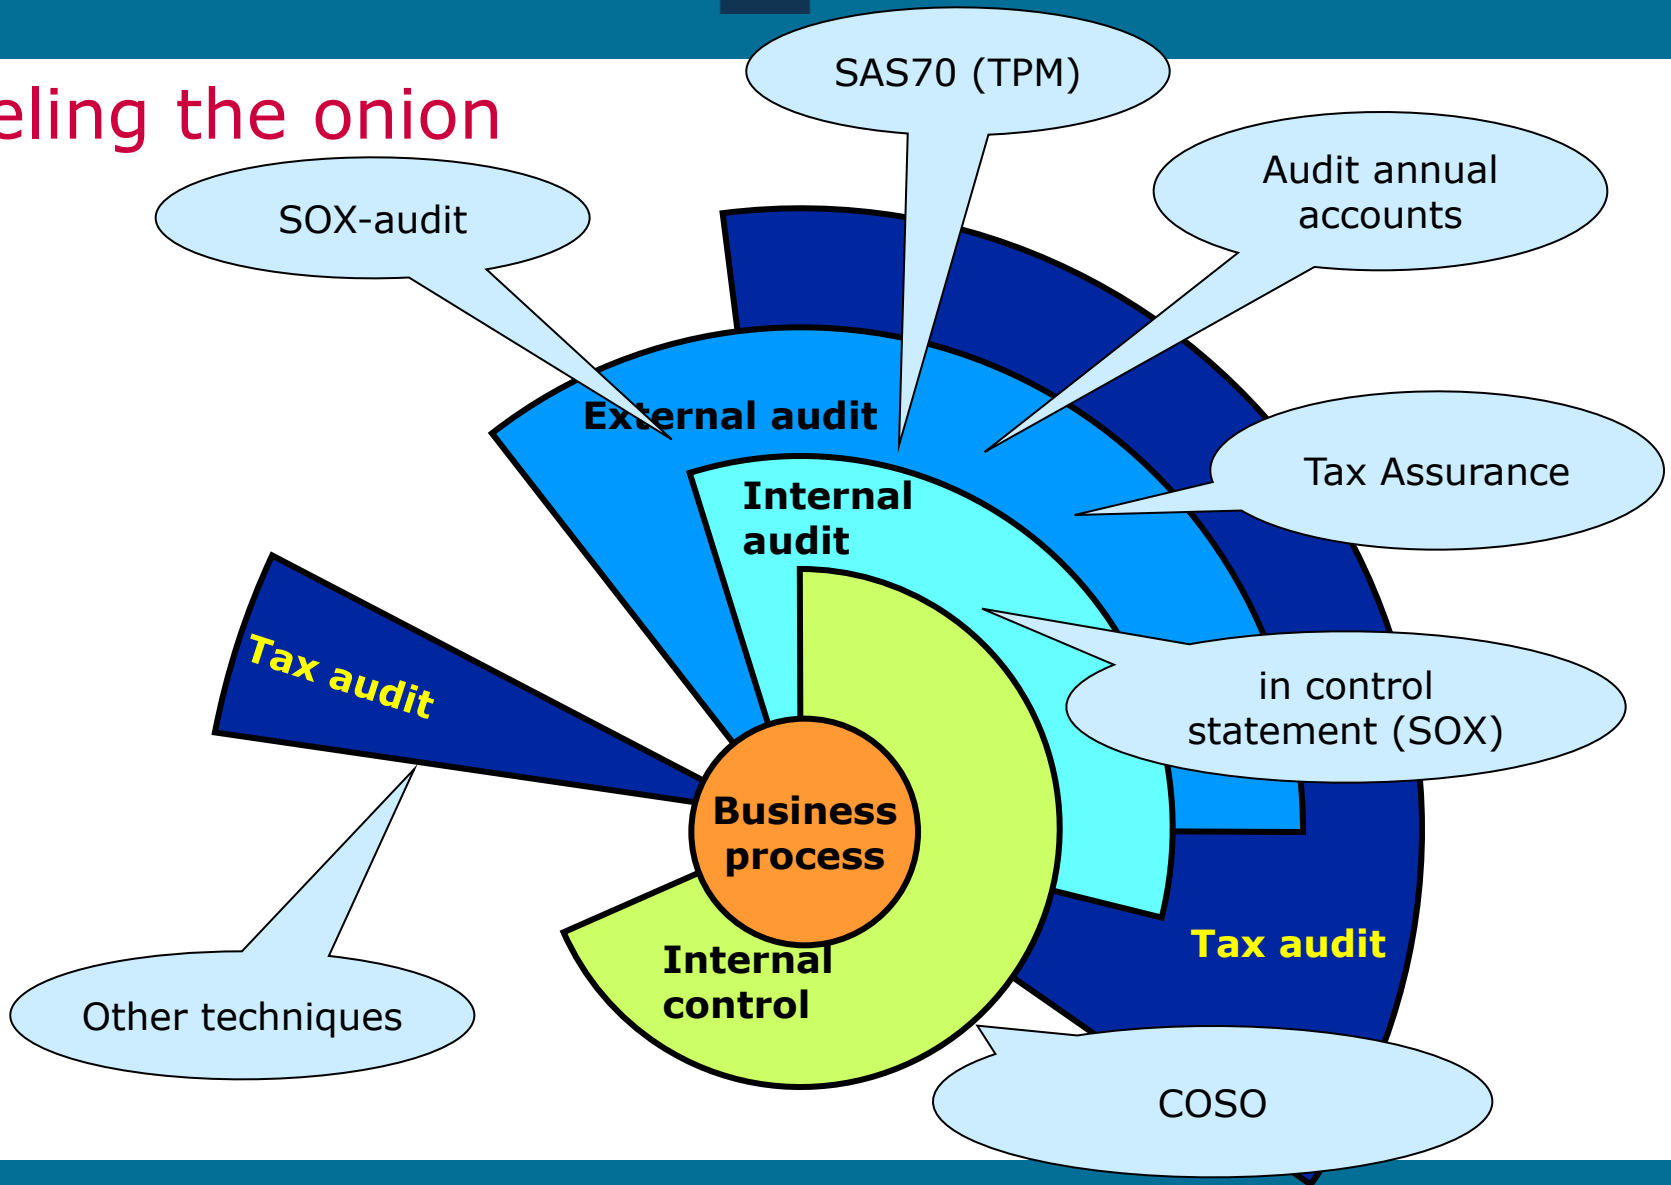 SAS70 (TPM)
eling the onion
Audit annual
accounts
SOX-audit
External audit
Tax Assurance
Internal
audit
Tax audit
in control
statement (SOX)
Business
process
Tax audit
Internal
control
Other techniques
COSO